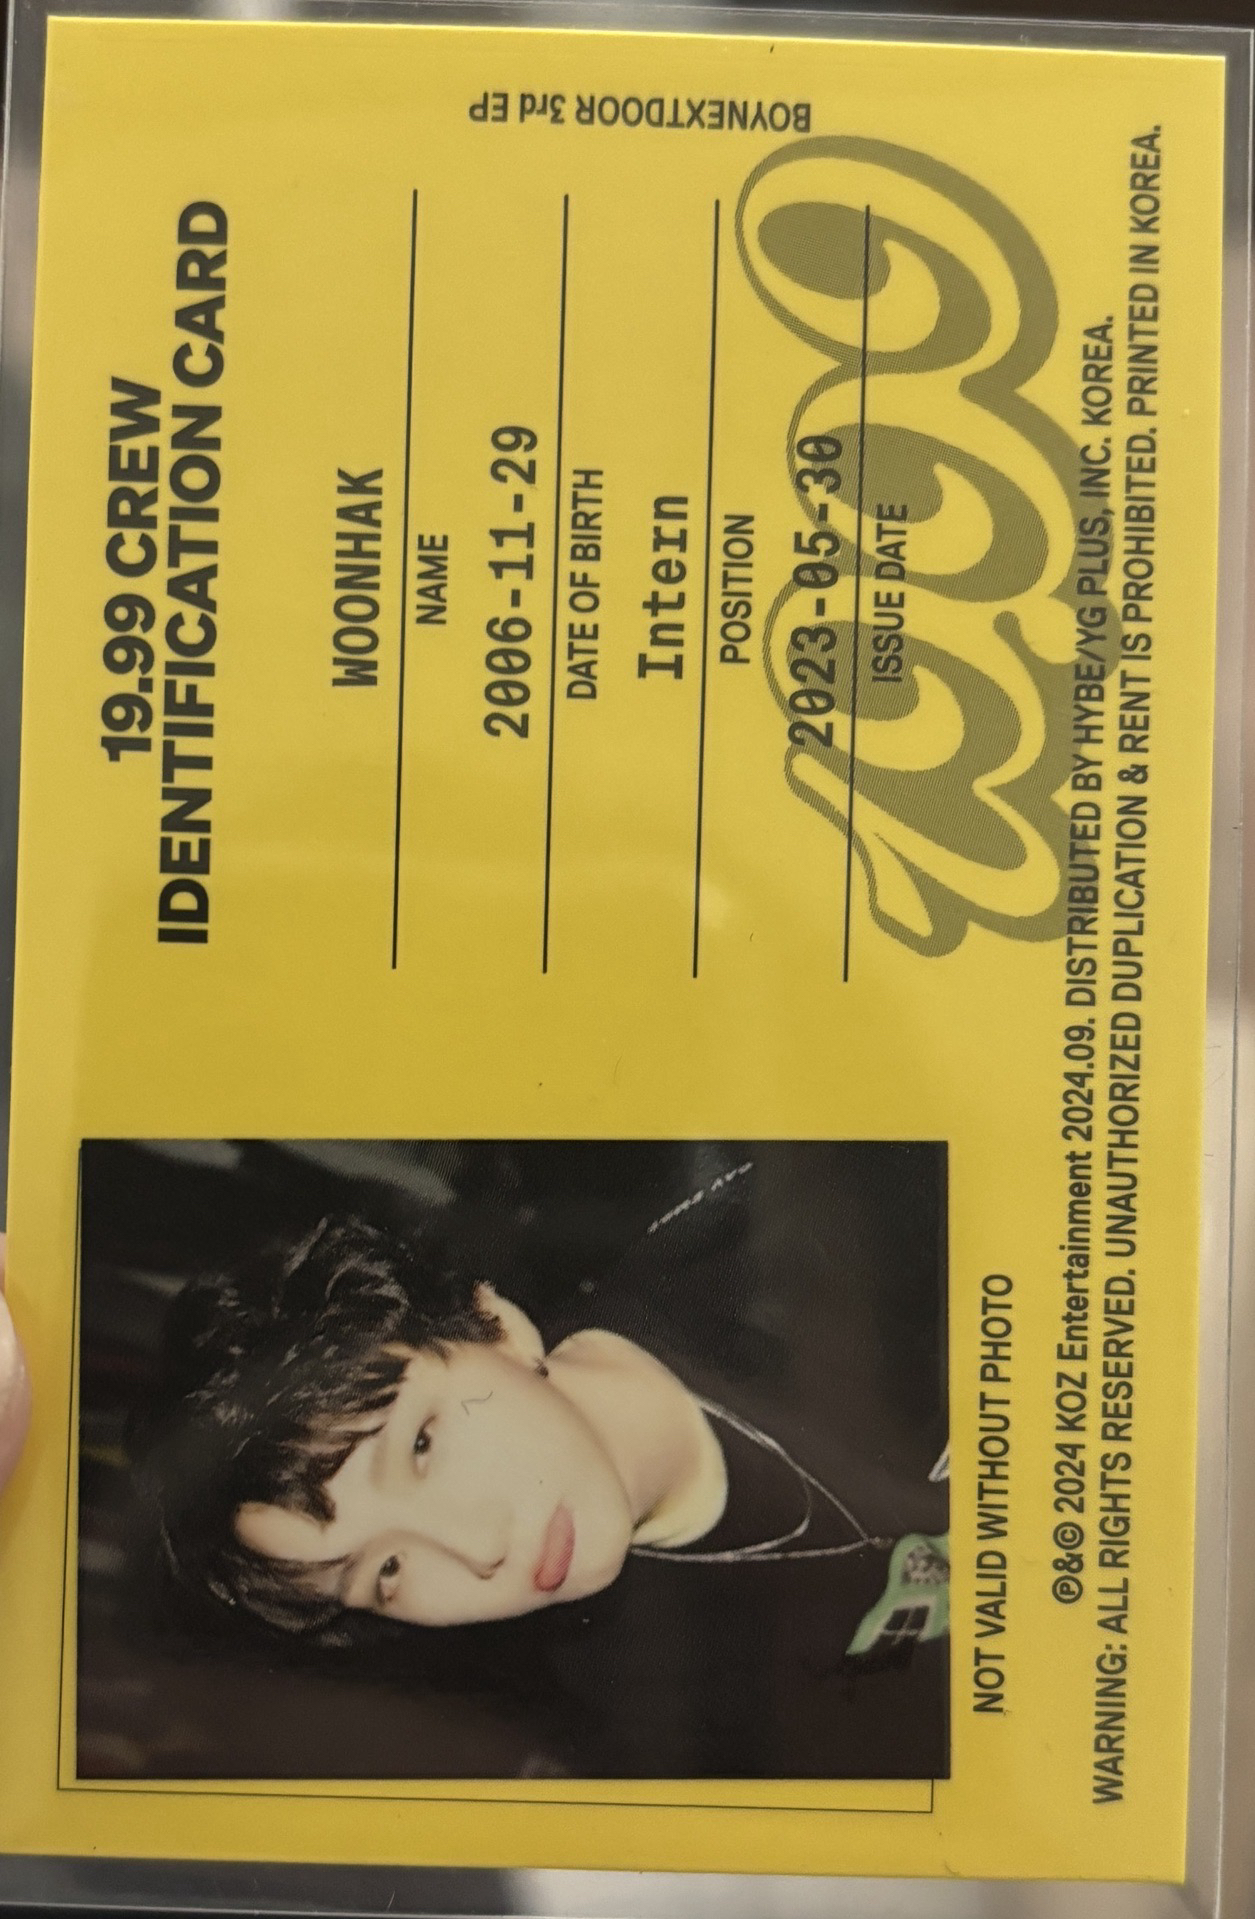 BOYNEXTDOOR 3rd EP
19.99 CREW
IDENTIFICATION CARD
WOONHAK
NAME
2006-11-29
DATE OF BIRTH
Intern
POSITION
2023-05-30
ISSUE DATE
NOT VALID WITHOUT PHOTO
℗&© 2024 KOZ Entertainment 2024.09. DISTRIBUTED BY HYBE/YG PLUS, INC. KOREA.
WARNING: ALL RIGHTS RESERVED. UNAUTHORIZED DUPLICATION & RENT IS PROHIBITED. PRINTED IN KOREA.